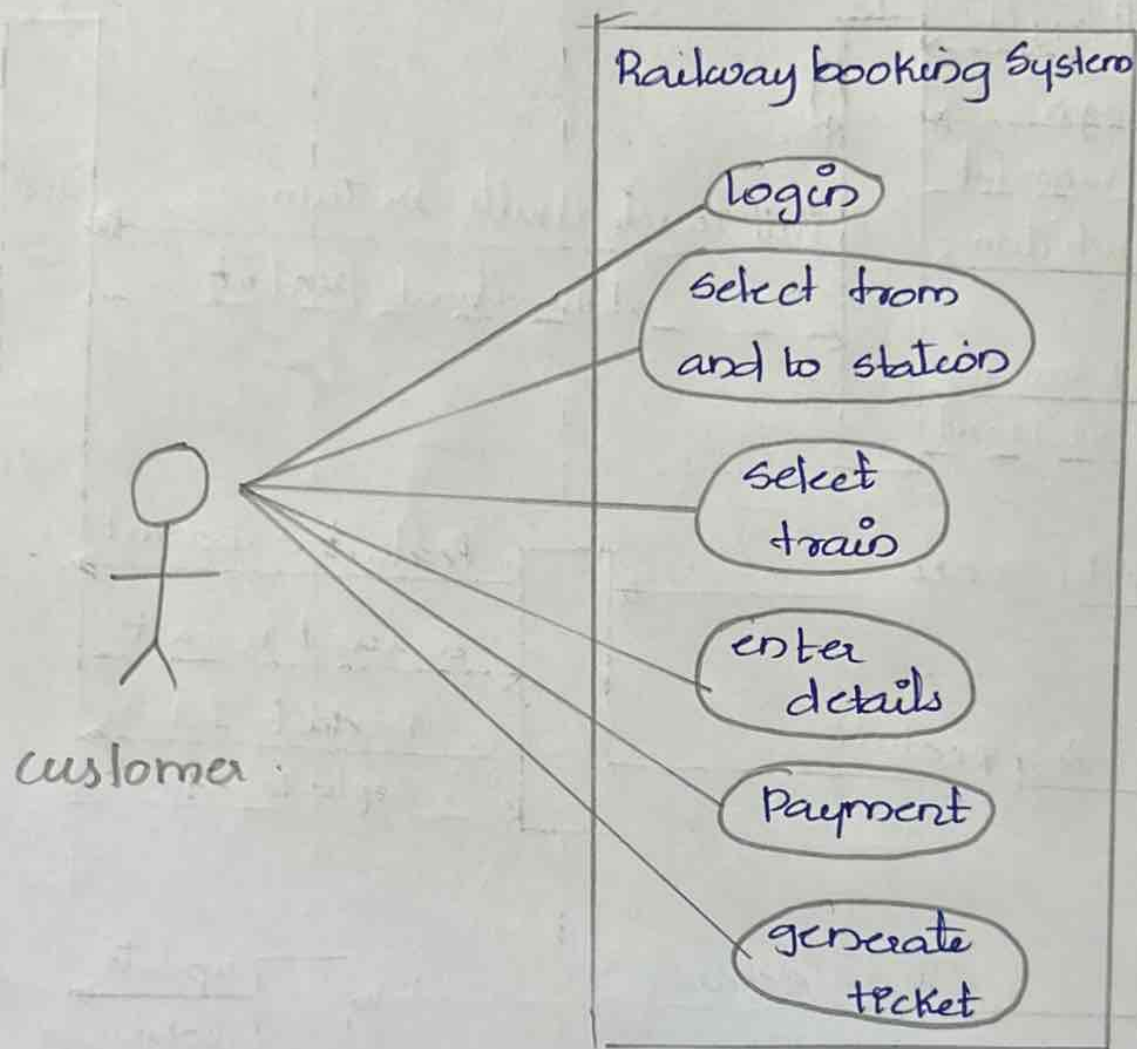 Railway booking System
login
select from
and to station
select
train
enter
details
customer
Payment
generate
ticket